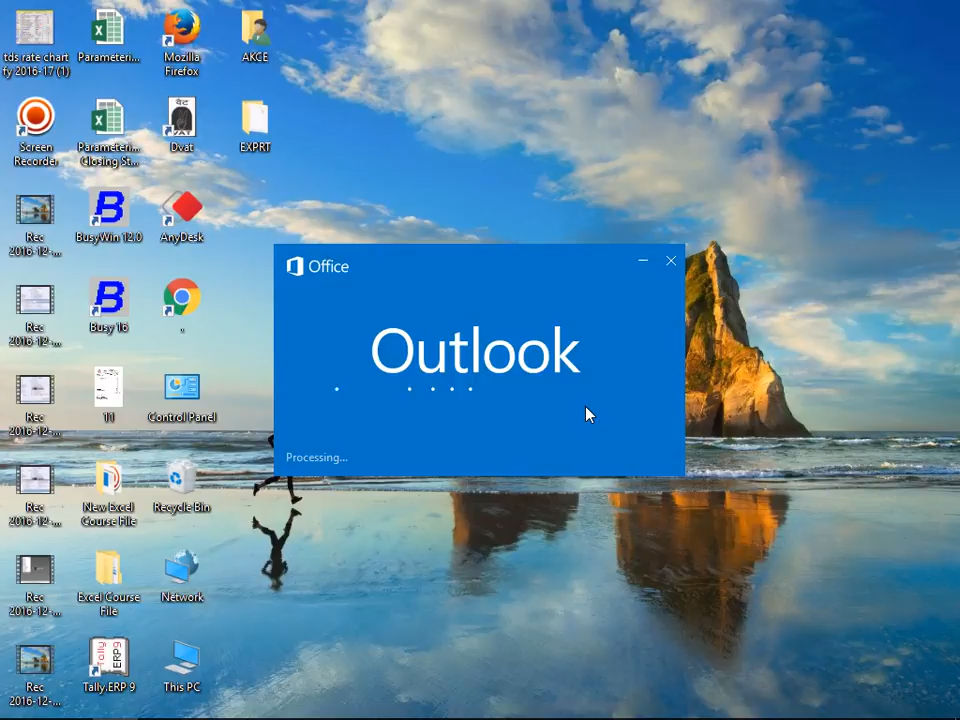 tds rate chart
fy 2016-17 (1)
Parameteri...
Mozilla
Firefox
AKCE
Screen
Recorder
Parameteri...
Closing St...
वैट
DVAT
Dvat
EXPRT
Rec
2016-12-...
BusyWin 12.0
AnyDesk
Rec
2016-12-...
Busy 16
.
Rec
2016-12-...
11
Control Panel
Rec
2016-12-...
New Excel
Course File
Recycle Bin
Rec
2016-12-...
Excel Course
File
Network
Rec
2016-12-...
Tally
ERP9
Tally.ERP 9
This PC
Office
Outlook
Processing...